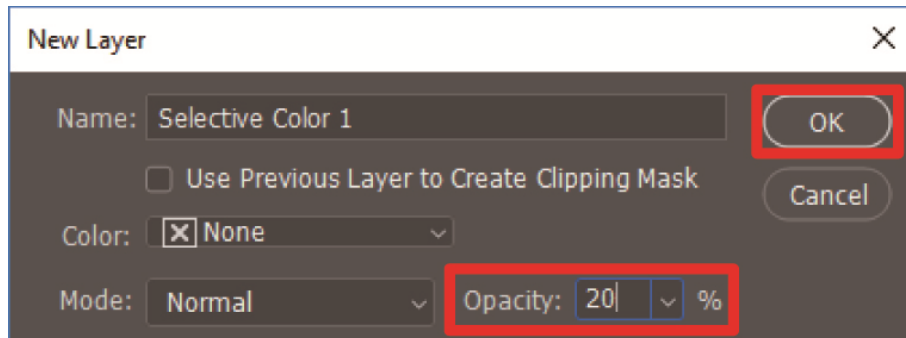 New Layer
Name: Selective Color 1
OK
Use Previous Layer to Create Clipping Mask
Cancel
Color: None
Mode: Normal Opacity: 20 %